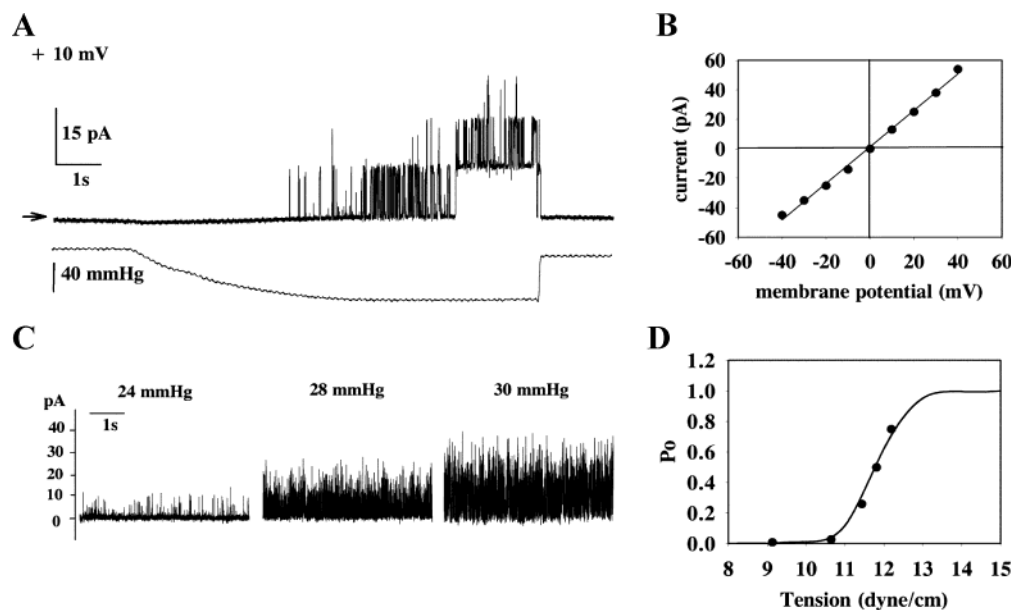 A
+ 10 mV
15 pA
1s
40 mmHg
B
60
40
20
0
-20
-40
-60
current (pA)
-60 -40 -20 0 20 40 60
membrane potential (mV)
C
24 mmHg 28 mmHg 30 mmHg
pA
1s
40
30
20
10
0
D
1.2
1.0
0.8
0.6
0.4
0.2
0.0
Po
8 9 10 11 12 13 14 15
Tension (dyne/cm)